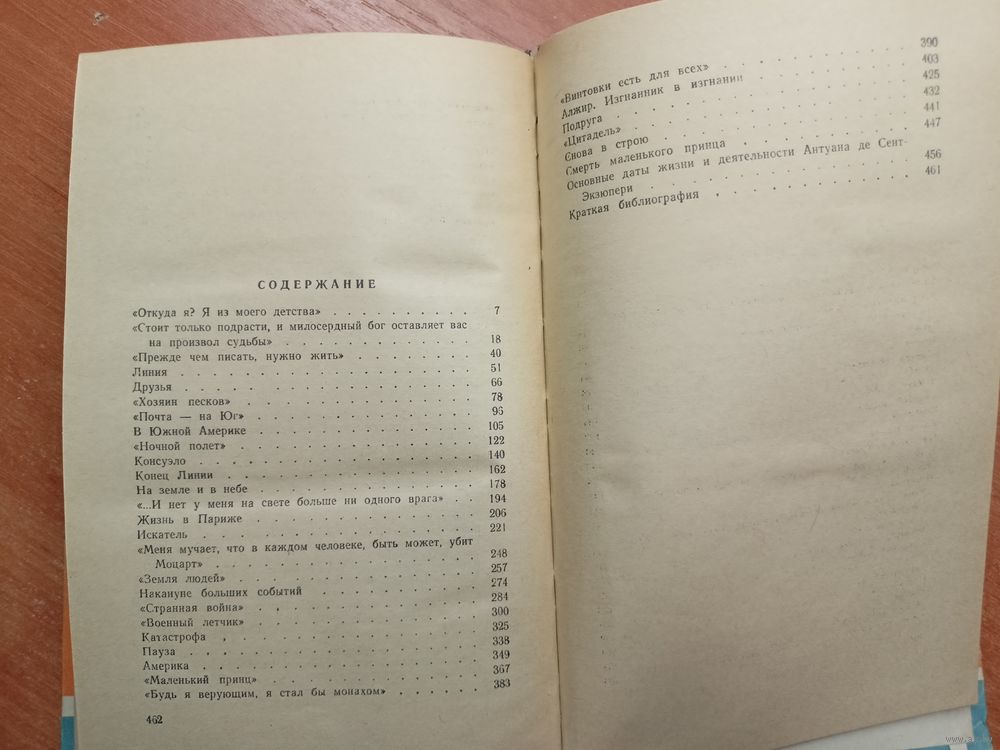 СОДЕРЖАНИЕ
«Откуда я? Я из моего детства» . . . . . . . . . . 7
«Стоит только подрасти, и милосердный бог оставляет вас
на произвол судьбы» . . . . . . . . . . . . . 18
«Прежде чем писать, нужно жить» . . . . . . . . 40
Линия . . . . . . . . . . . . . . . . . . 51
Друзья . . . . . . . . . . . . . . . . . . 66
«Хозяин песков» . . . . . . . . . . . . . . . 78
«Почта — на Юг» . . . . . . . . . . . . . . 96
В Южной Америке . . . . . . . . . . . . . . 105
«Ночной полет» . . . . . . . . . . . . . . . 122
Консуэло . . . . . . . . . . . . . . . . . 140
Конец Линии . . . . . . . . . . . . . . . . 162
На земле и в небе . . . . . . . . . . . . . . 178
«...И нет у меня на свете больше ни одного врага» . . 194
Жизнь в Париже . . . . . . . . . . . . . . . 206
Искатель . . . . . . . . . . . . . . . . . 221
«Меня мучает, что в каждом человеке, быть может, убит
Моцарт» . . . . . . . . . . . . . . . . . 248
«Земля людей» . . . . . . . . . . . . . . . 257
Накануне больших событий . . . . . . . . . . . 274
«Странная война» . . . . . . . . . . . . . . 284
«Военный летчик» . . . . . . . . . . . . . . 300
Катастрофа . . . . . . . . . . . . . . . . 325
Пауза . . . . . . . . . . . . . . . . . . 338
Америка . . . . . . . . . . . . . . . . . 349
«Маленький принц» . . . . . . . . . . . . . . 367
«Будь я верующим, я стал бы монахом» . . . . . . 383
462
«Винтовки есть для всех» . . . . . . . . . . . . 390
Алжир. Изгнанник в изгнании . . . . . . . . . . 403
Подруга . . . . . . . . . . . . . . . . . 425
«Цитадель» . . . . . . . . . . . . . . . . 432
Снова в строю . . . . . . . . . . . . . . . 441
Смерть маленького принца . . . . . . . . . . . 447
Основные даты жизни и деятельности Антуана де Сент-
Экзюпери . . . . . . . . . . . . . . . . 456
Краткая библиография . . . . . . . . . . . . 461